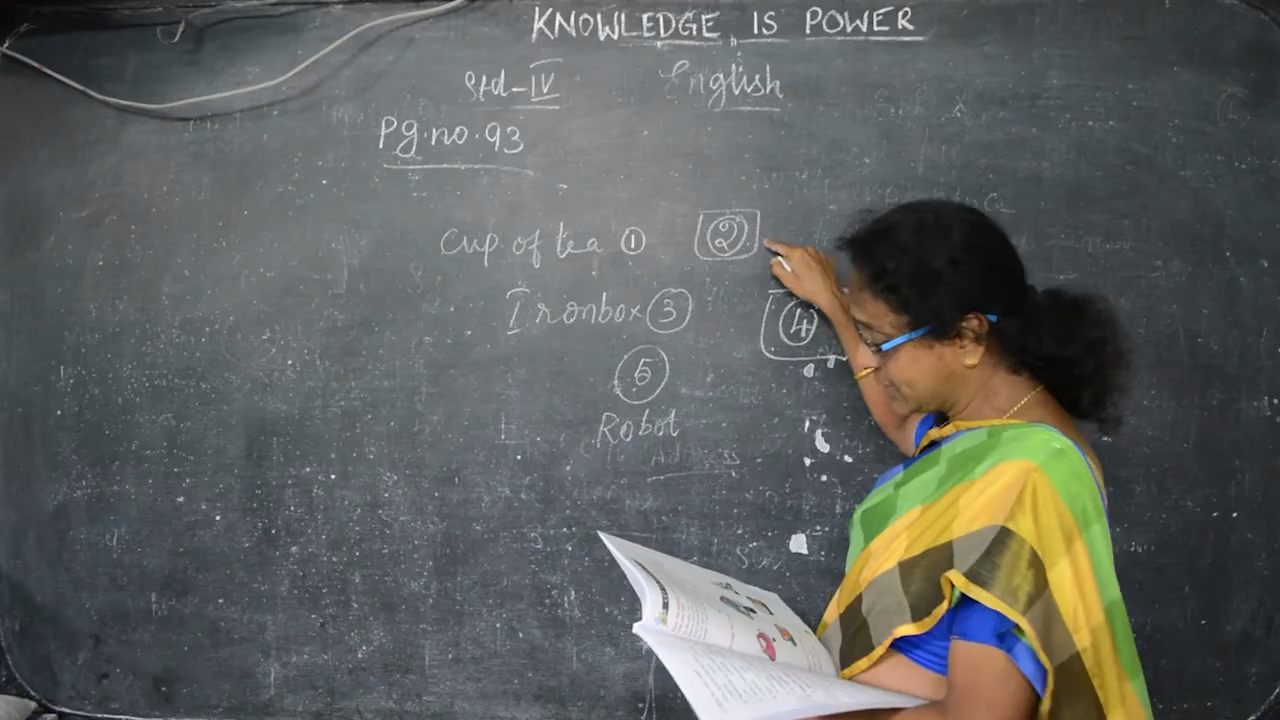 KNOWLEDGE IS POWER
Std-IV English
Pg.no.93
Cup of tea ① ②
Ironbox ③ ④
⑤
Robot
Address